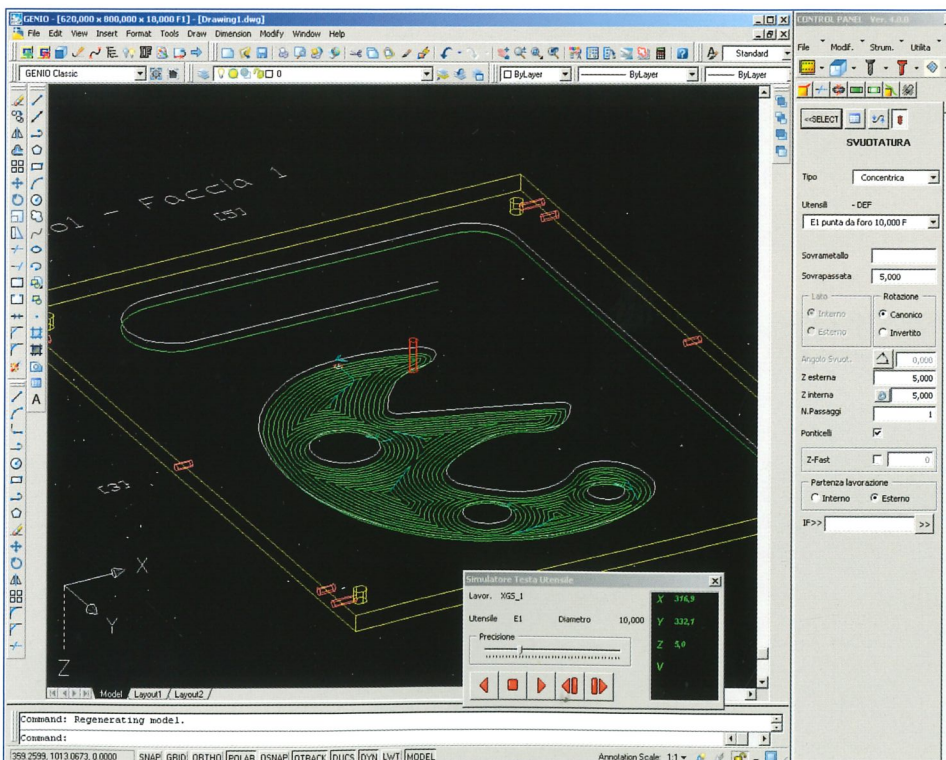 GENIO - [620,000 x 800,000 x 18,000 F1] - [Drawing1.dwg]
File Edit View Insert Format Tools Draw Dimension Modify Window Help
Standard
GENIO Classic
0
ByLayer
ByLayer
ByLayer
01 - Faccia 1
[5]
[3]
X
Y
Z
A
Model Layout1 Layout2
Command: Regenerating model.
Command:
359.2599, 1013.0673, 0.0000 SNAP GRID ORTHO POLAR OSNAP OTRACK DUCS DYN LWT MODEL
Annotation Scale: 1:1
Simulatore Testa Utensile
Lavor. XGS_1
Utensile E1 Diametro 10,000
Precisione
X 316,9
Y 332,1
Z 5,0
V
CONTROL PANEL Ver. 4.0.0
File Modif. Strum. Utilita
<<SELECT
SVUOTATURA
Tipo Concentrica
Utensili - DEF
E1 punta da foro 10,000 F
Sovrametallo
Sovrapassata 5,000
Lato
Interno
Esterno
Rotazione
Canonico
Invertito
Angolo Svuot. 0,000
Z esterna 5,000
Z interna 5,000
N.Passaggi 1
Ponticelli
Z-Fast 0
Partenza lavorazione
Interno Esterno
IF>> >>